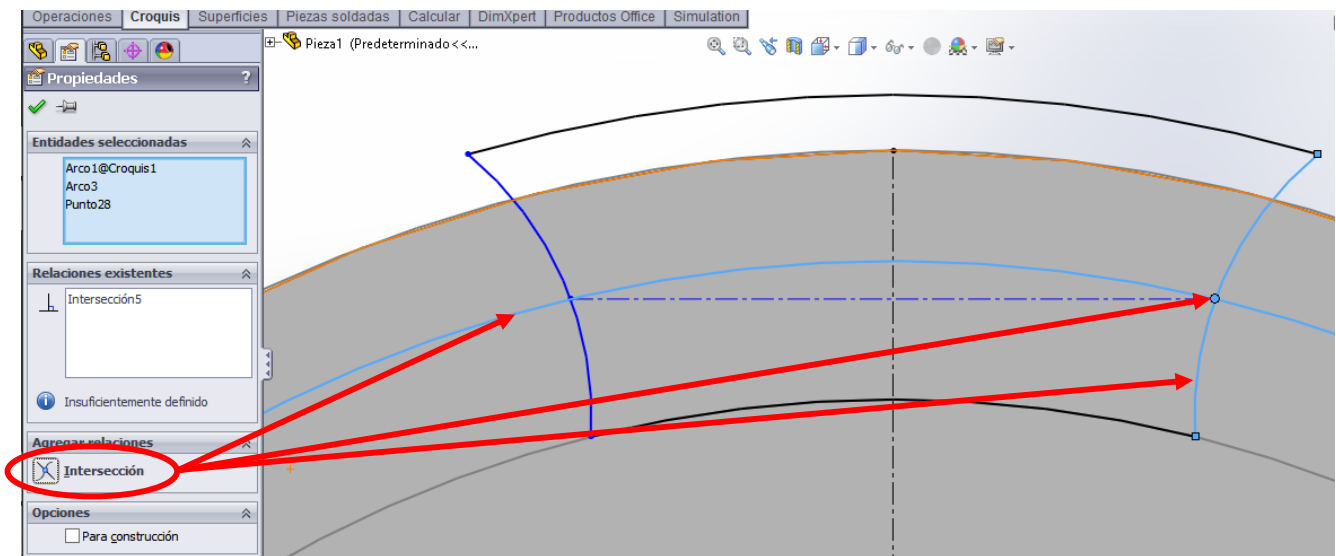 Operaciones Croquis Superficies Piezas soldadas Calcular DimXpert Productos Office Simulation
Pieza1 (Predeterminado<<...
Propiedades ?
Entidades seleccionadas
Arco1@Croquis1
Arco3
Punto28
Relaciones existentes
Intersección5
Insuficientemente definido
Agregar relaciones
Intersección
Opciones
Para construcción